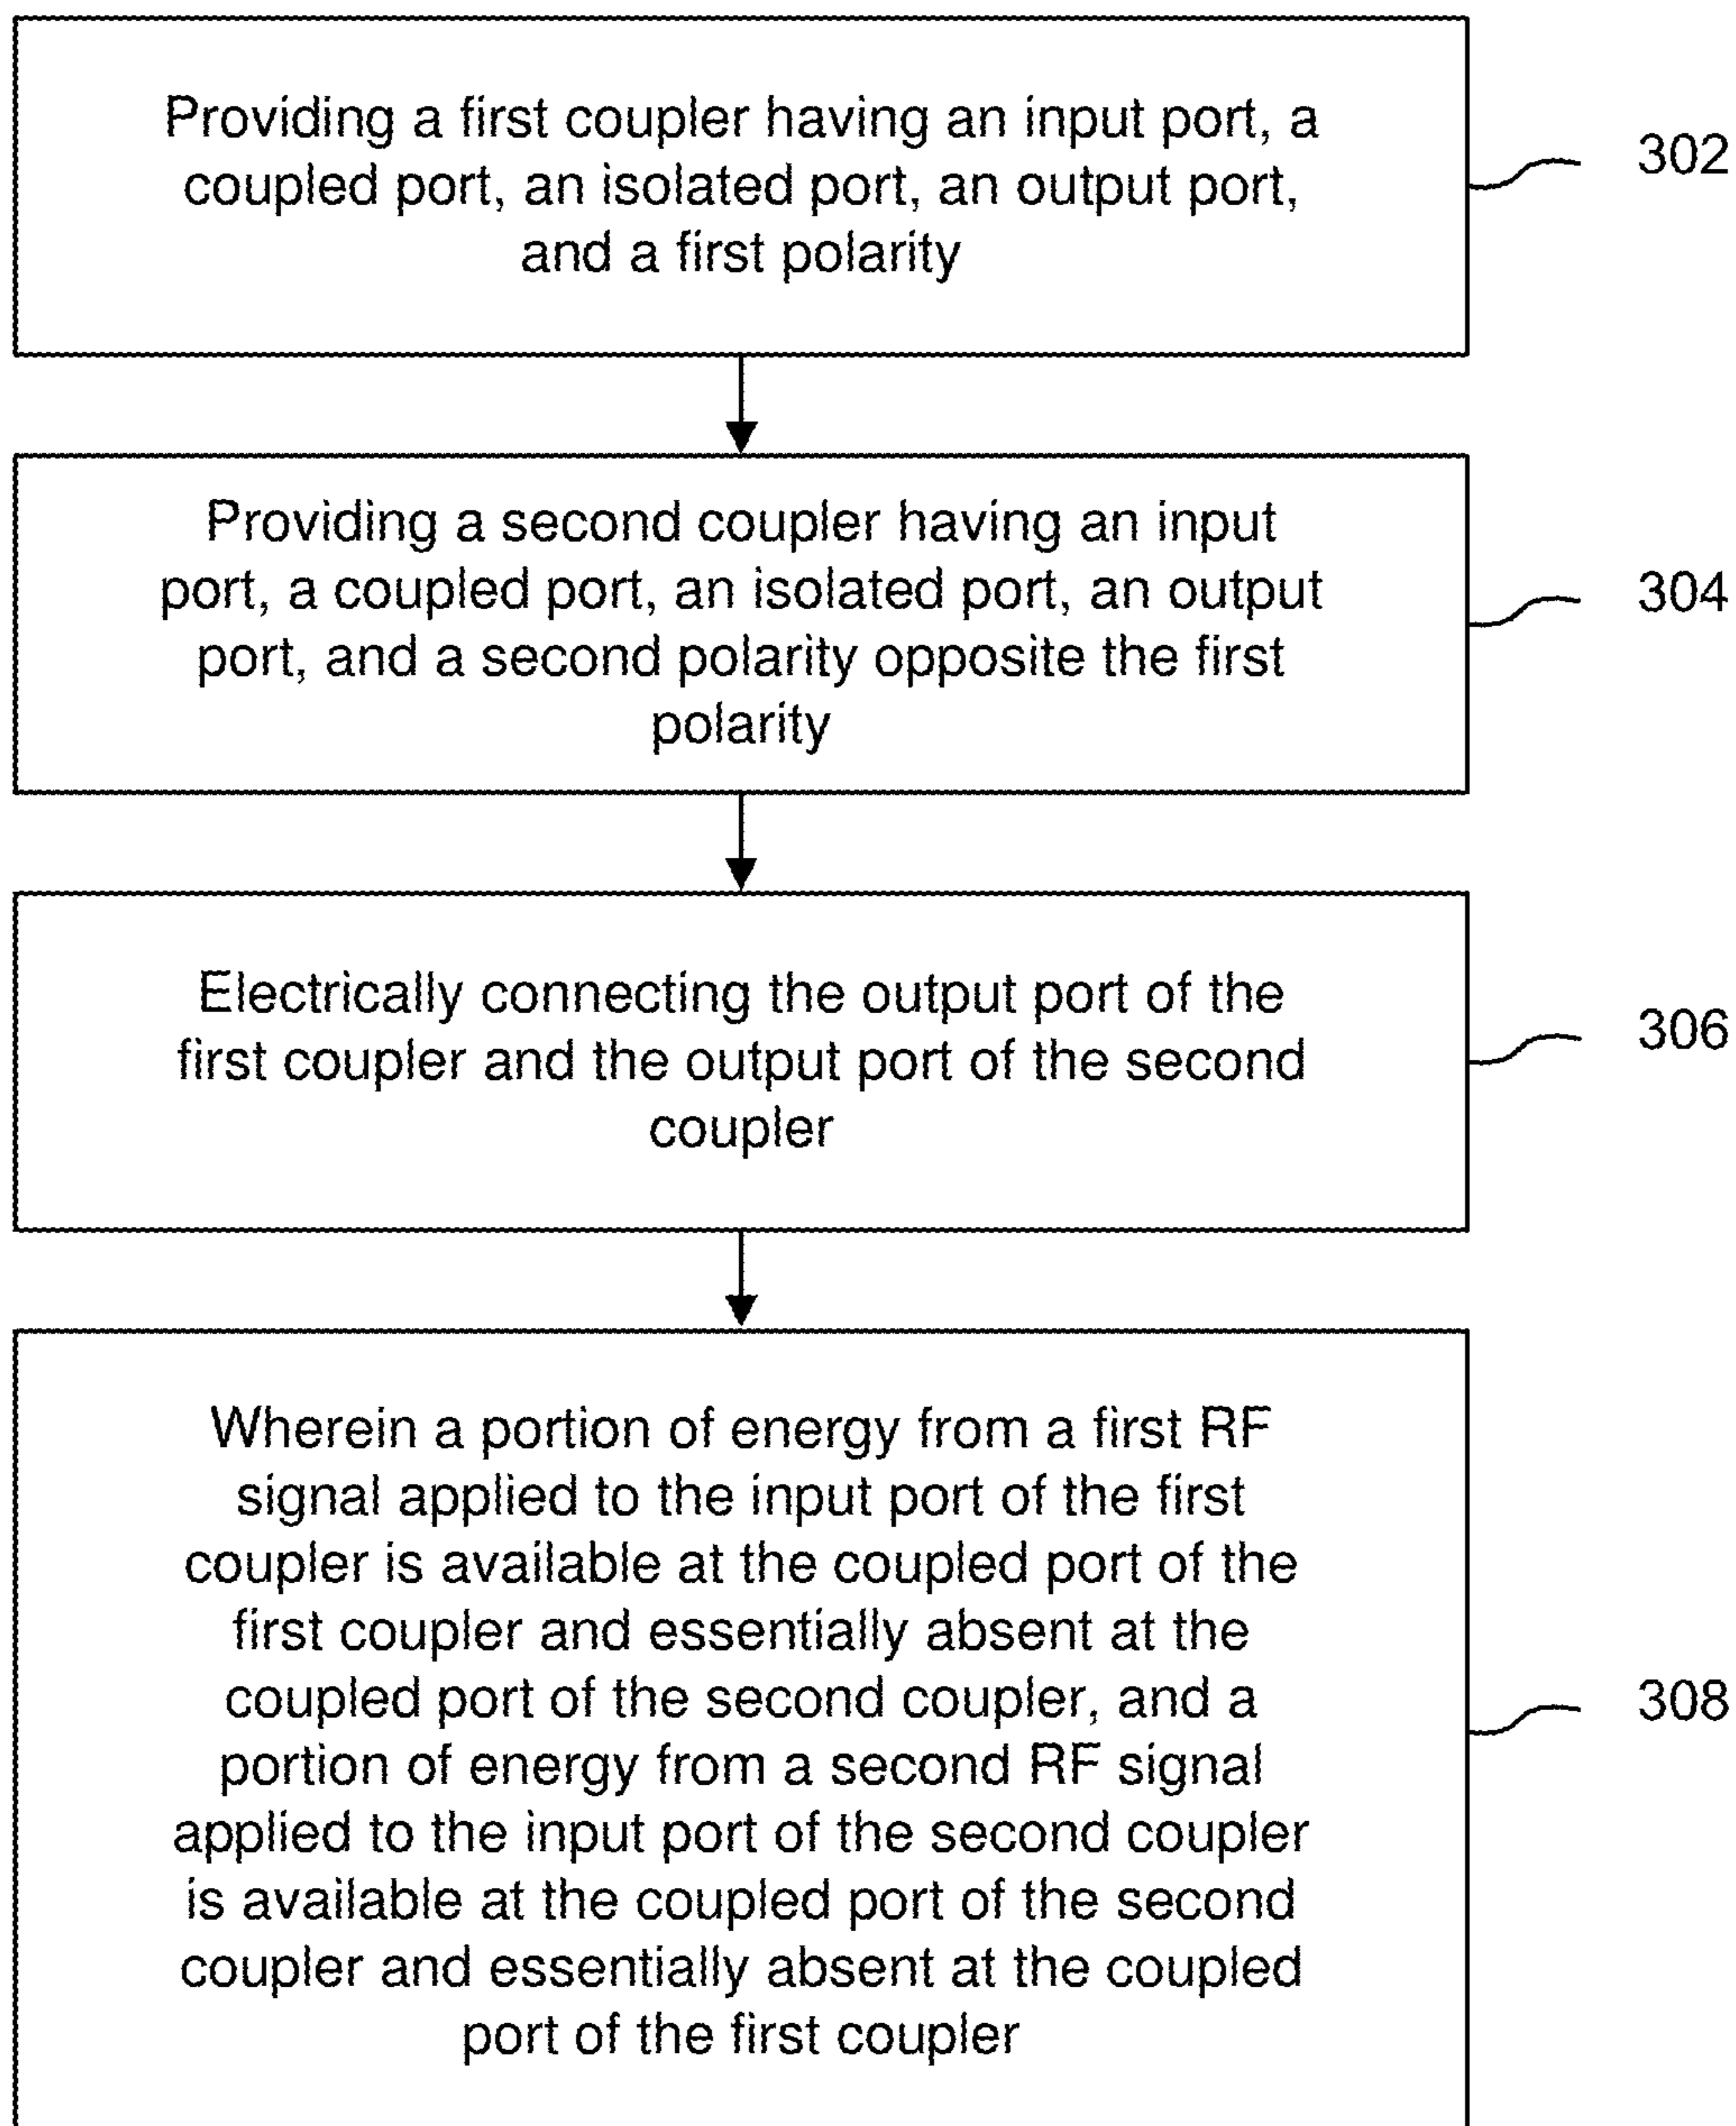 Providing a first coupler having an input port, a
coupled port, an isolated port, an output port,
and a first polarity
302
Providing a second coupler having an input
port, a coupled port, an isolated port, an output
port, and a second polarity opposite the first
polarity
304
Electrically connecting the output port of the
first coupler and the output port of the second
coupler
306
Wherein a portion of energy from a first RF
signal applied to the input port of the first
coupler is available at the coupled port of the
first coupler and essentially absent at the
coupled port of the second coupler, and a
portion of energy from a second RF signal
applied to the input port of the second coupler
is available at the coupled port of the second
coupler and essentially absent at the coupled
port of the first coupler
308